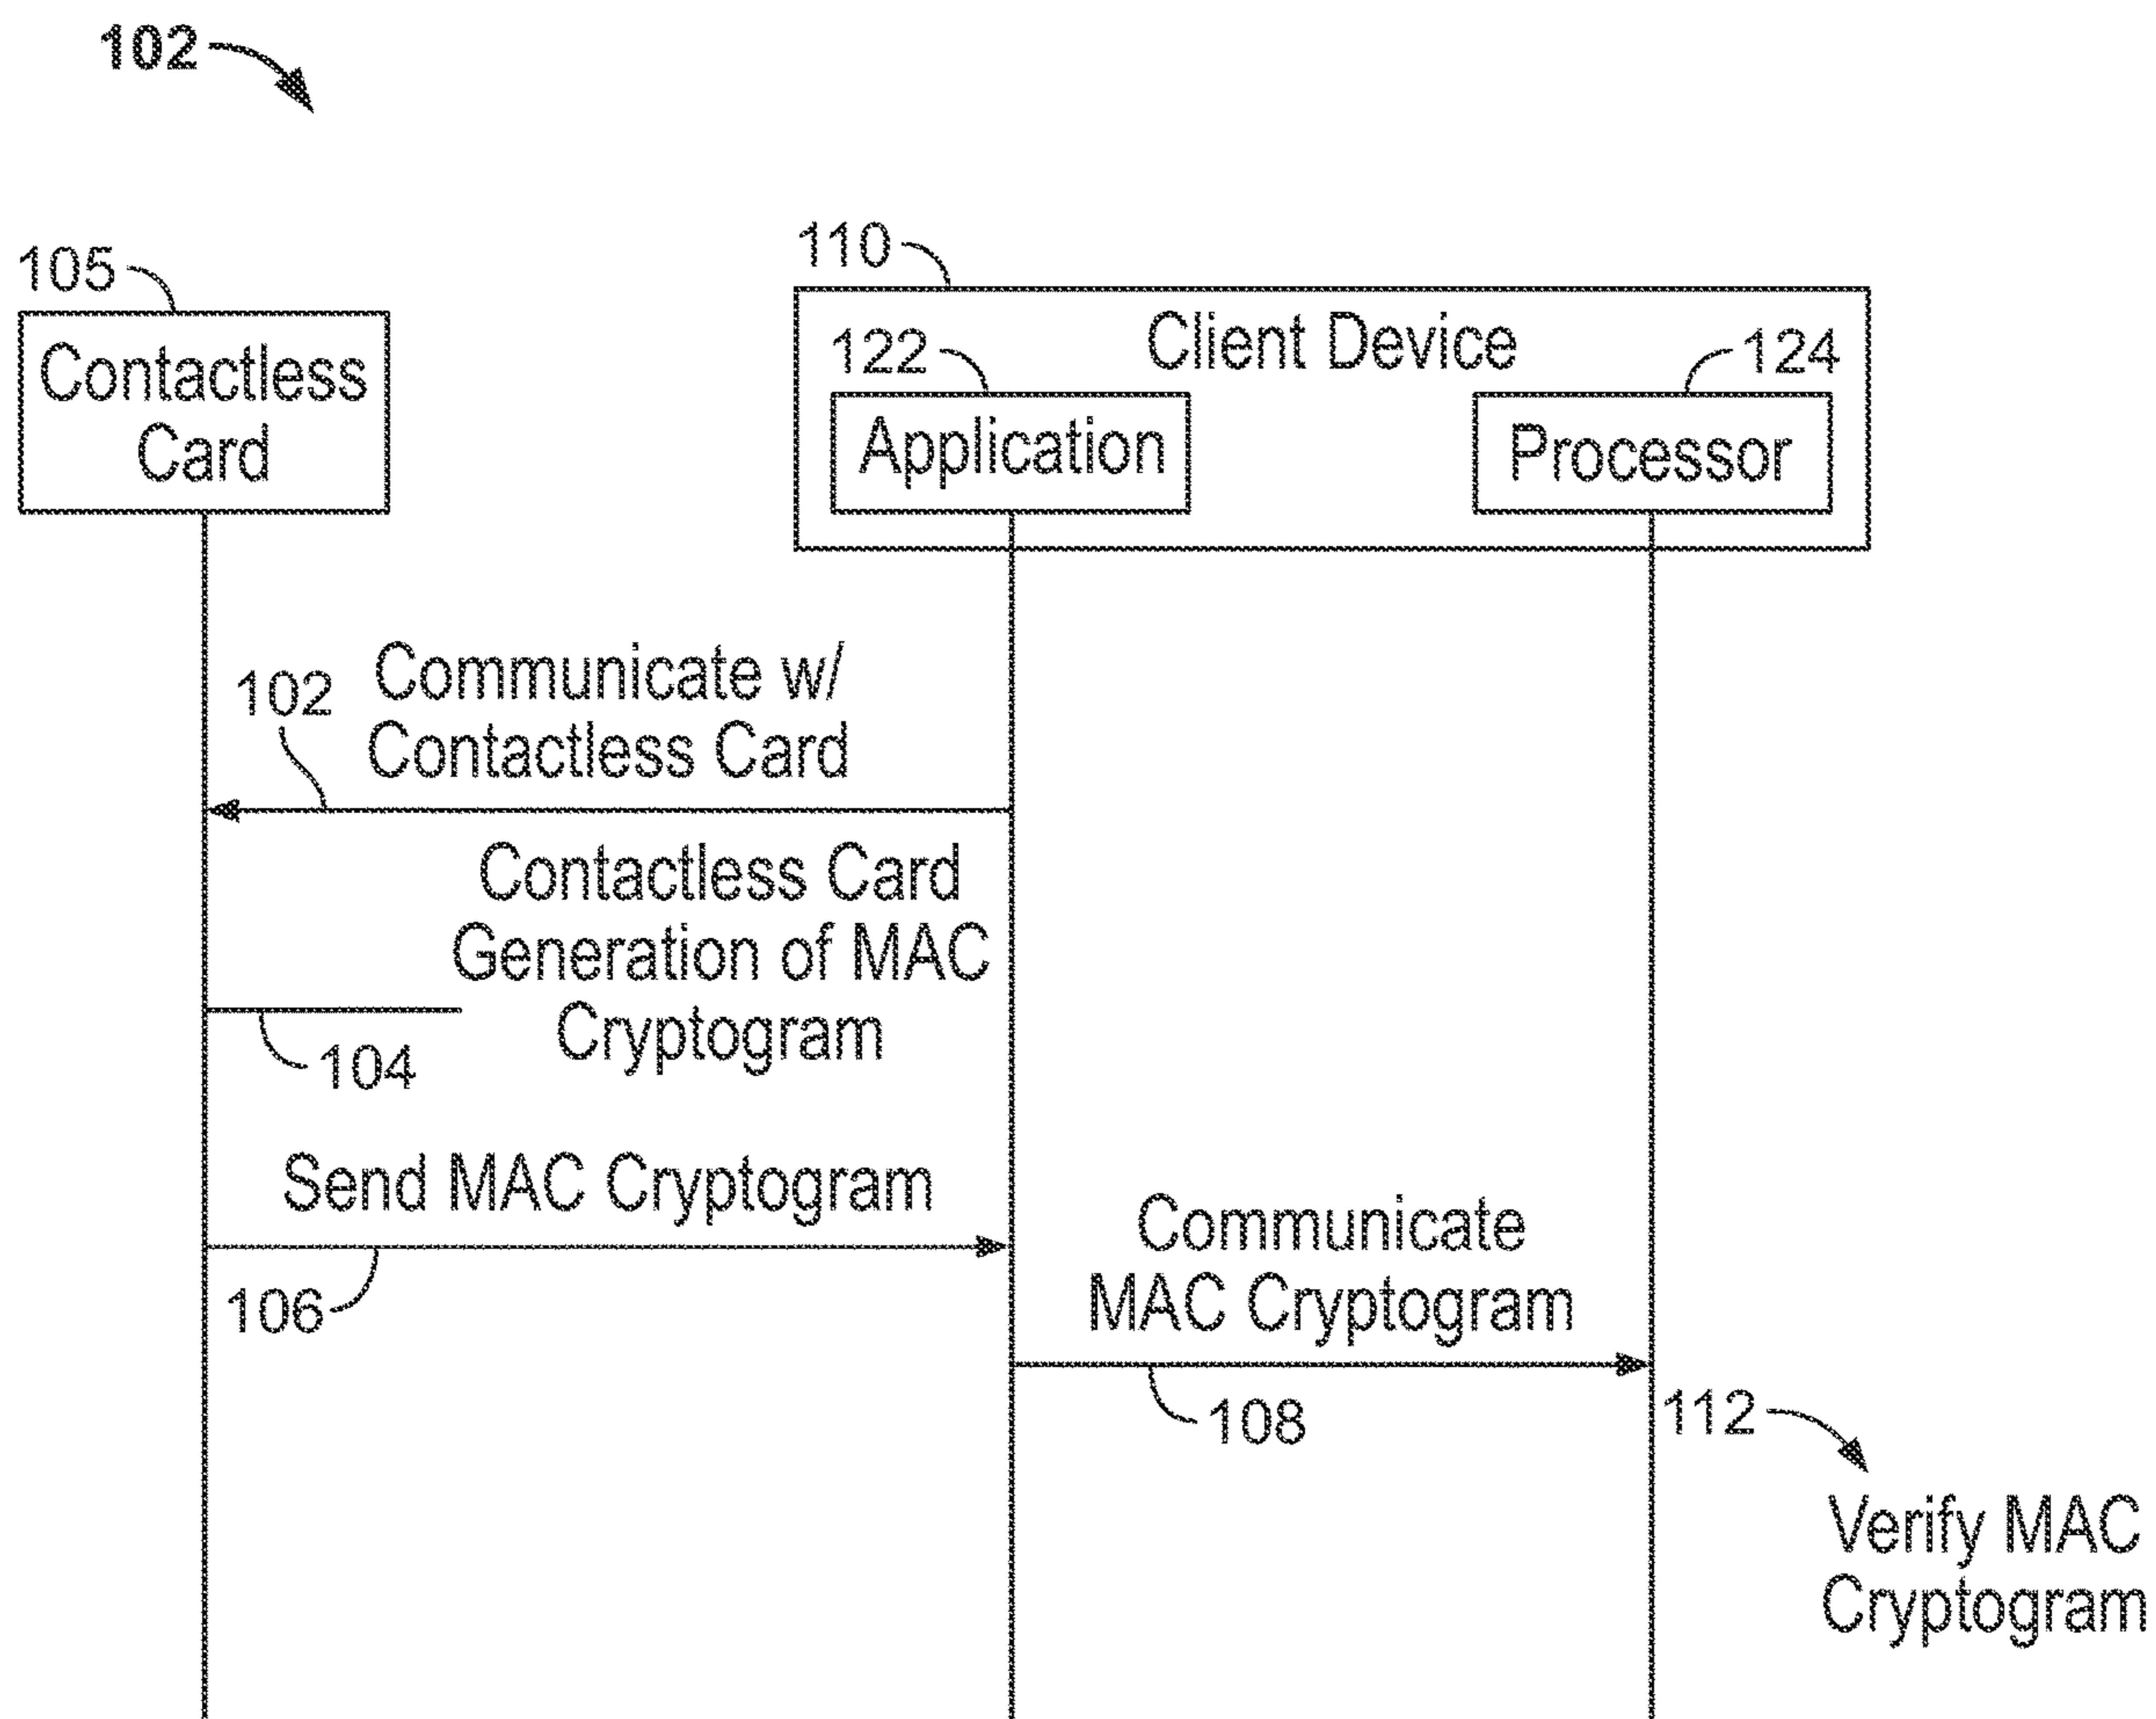 102
105
Contactless
Card
110
Client Device
122
Application
124
Processor
102
Communicate w/
Contactless Card
Contactless Card
Generation of MAC
Cryptogram
104
Send MAC Cryptogram
106
Communicate
MAC Cryptogram
108
112
Verify MAC
Cryptogram